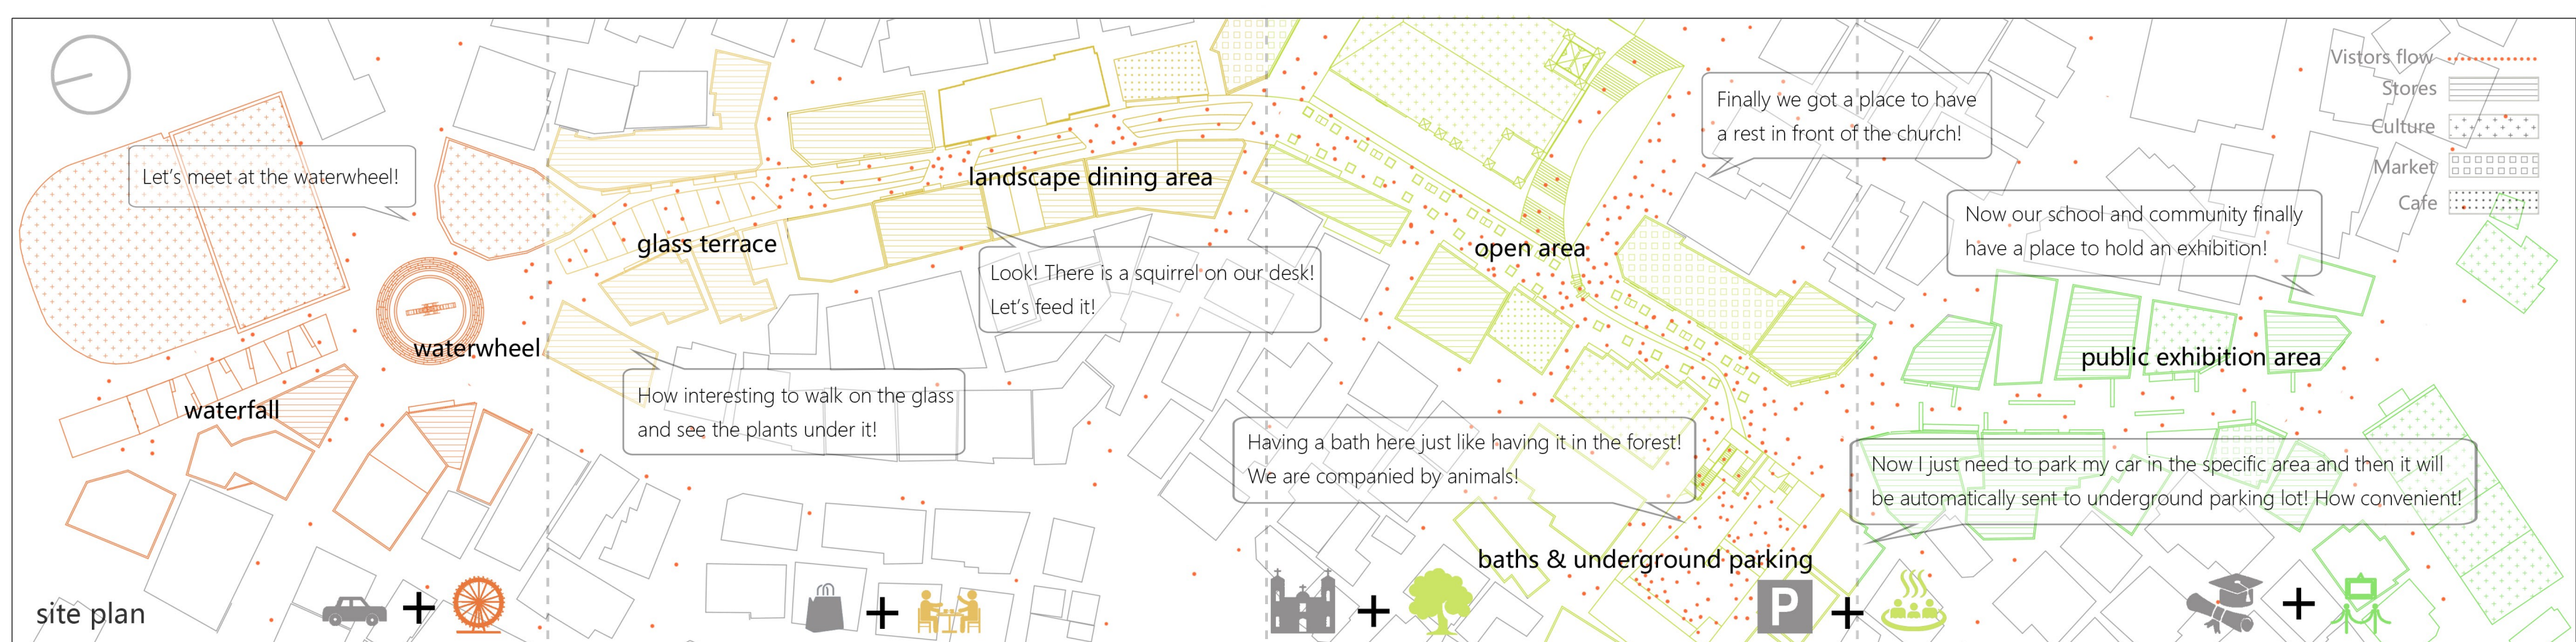 Let's meet at the waterwheel!
waterwheel
waterfall
glass terrace
landscape dining area
Look! There is a squirrel on our desk!
Let's feed it!
How interesting to walk on the glass
and see the plants under it!
Finally we got a place to have
a rest in front of the church!
open area
Having a bath here just like having it in the forest!
We are companied by animals!
baths & underground parking
P
Vistors flow
Stores
Culture
Market
Cafe
Now our school and community finally
have a place to hold an exhibition!
public exhibition area
Now I just need to park my car in the specific area and then it will
be automatically sent to underground parking lot! How convenient!
site plan